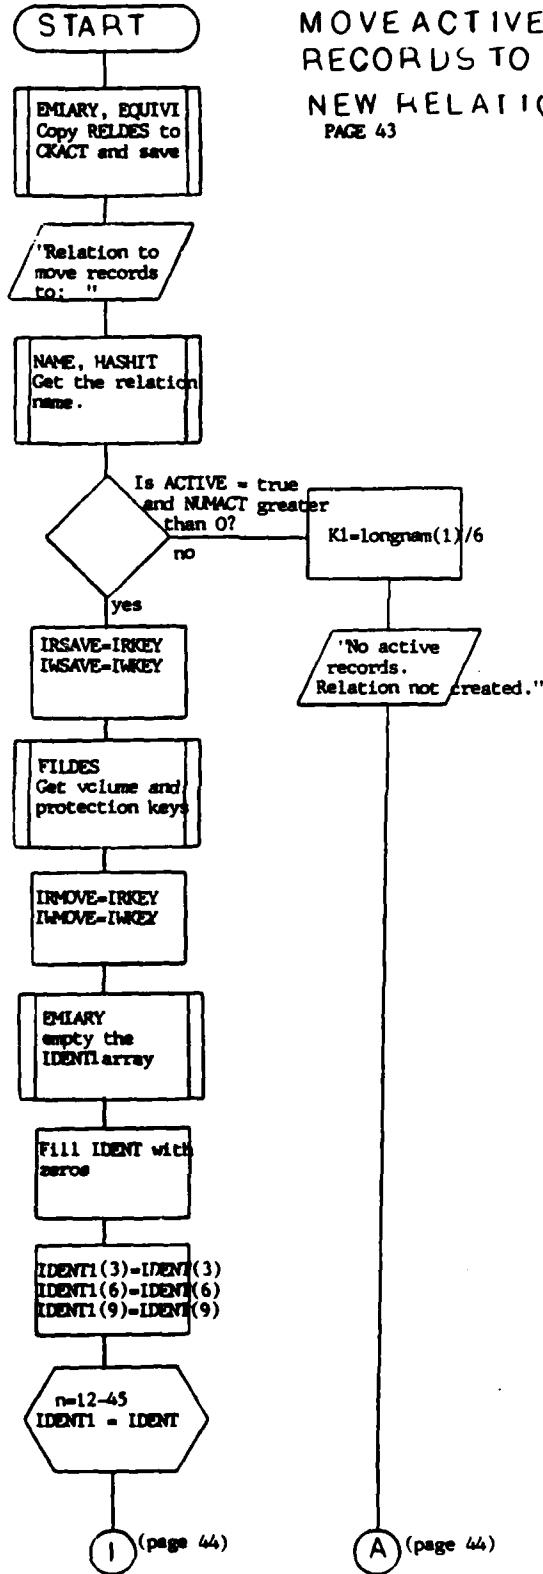 START
MOVE ACTIVE
RECORDS TO
NEW RELATIO
PAGE 43
EMIARY, EQUIVI
Copy RELDES to
CKACT and save
"Relation to
move records
to: "
NAME, HASHIT
Get the relation
name.
Is ACTIVE = true
and NUMACT greater
than 0?
no
K1=longnam(1)/6
yes
IRSAVE=IRKEY
IWSAVE=IWKEY
"No active
records.
Relation not created."
FILDES
Get volume and
protection keys
IRMOVE=IRKEY
IWMOVE=IWKEY
EMIARY
empty the
IDENT1 array
Fill IDENT with
zeros
IDENT1(3)=IDENT(3)
IDENT1(6)=IDENT(6)
IDENT1(9)=IDENT(9)
n=12-45
IDENT1 = IDENT
I (page 44)
A (page 44)